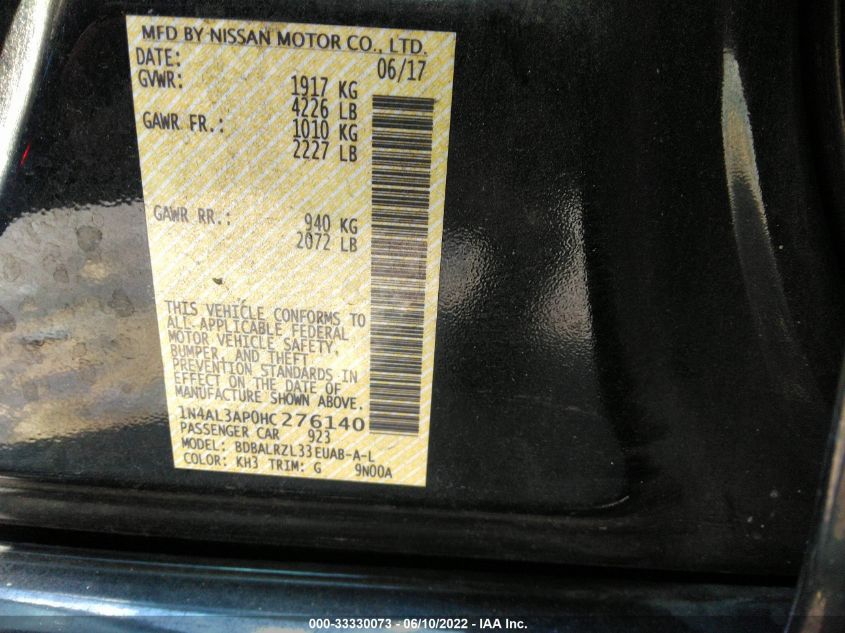 MFD BY NISSAN MOTOR CO., LTD.
DATE: 06/17
GVWR: 1917 KG
4226 LB
GAWR FR.: 1010 KG
2227 LB
GAWR RR.: 940 KG
2072 LB
THIS VEHICLE CONFORMS TO
ALL APPLICABLE FEDERAL
MOTOR VEHICLE SAFETY,
BUMPER, AND THEFT
PREVENTION STANDARDS IN
EFFECT ON THE DATE OF
MANUFACTURE SHOWN ABOVE.
1N4AL3AP0HC276140
PASSENGER CAR 923
MODEL: BDBALRZL33EUAB-A-L
COLOR: KH3 TRIM: G 9N00A
000-33330073 - 06/10/2022 - IAA Inc.